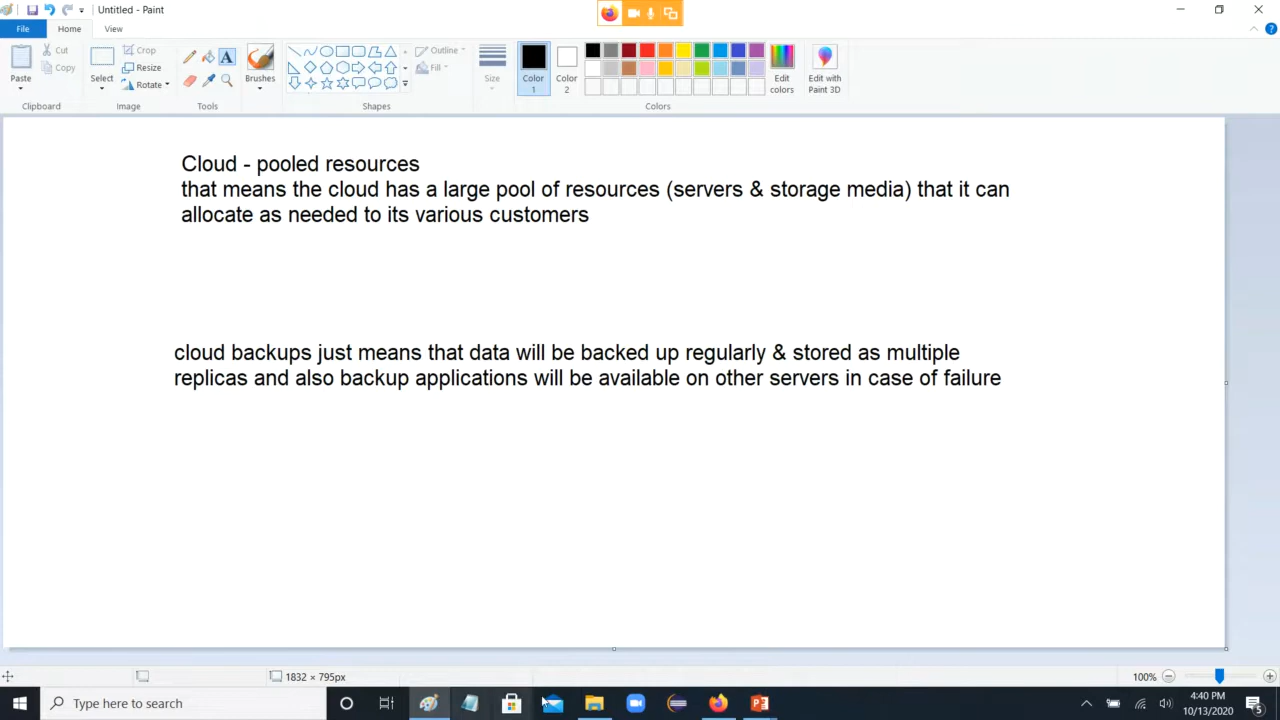 Untitled - Paint
File
Home
View
Paste
Cut
Copy
Clipboard
Select
Crop
Resize
Rotate
Image
Tools
Brushes
Shapes
Outline
Fill
Size
Color 1
Color 2
Edit colors
Colors
Edit with Paint 3D
Cloud - pooled resources
that means the cloud has a large pool of resources (servers & storage media) that it can
allocate as needed to its various customers
cloud backups just means that data will be backed up regularly & stored as multiple
replicas and also backup applications will be available on other servers in case of failure
1832 × 795px
100%
Type here to search
4:40 PM
10/13/2020
5